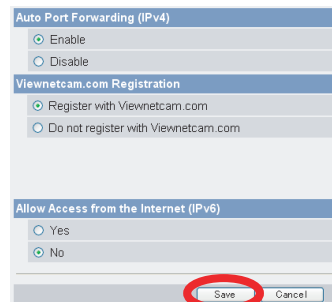 Auto Port Forwarding (IPv4)
Enable
Disable
Viewnetcam.com Registration
Register with Viewnetcam.com
Do not register with Viewnetcam.com
Allow Access from the Internet (IPv6)
Yes
No
Save Cancel